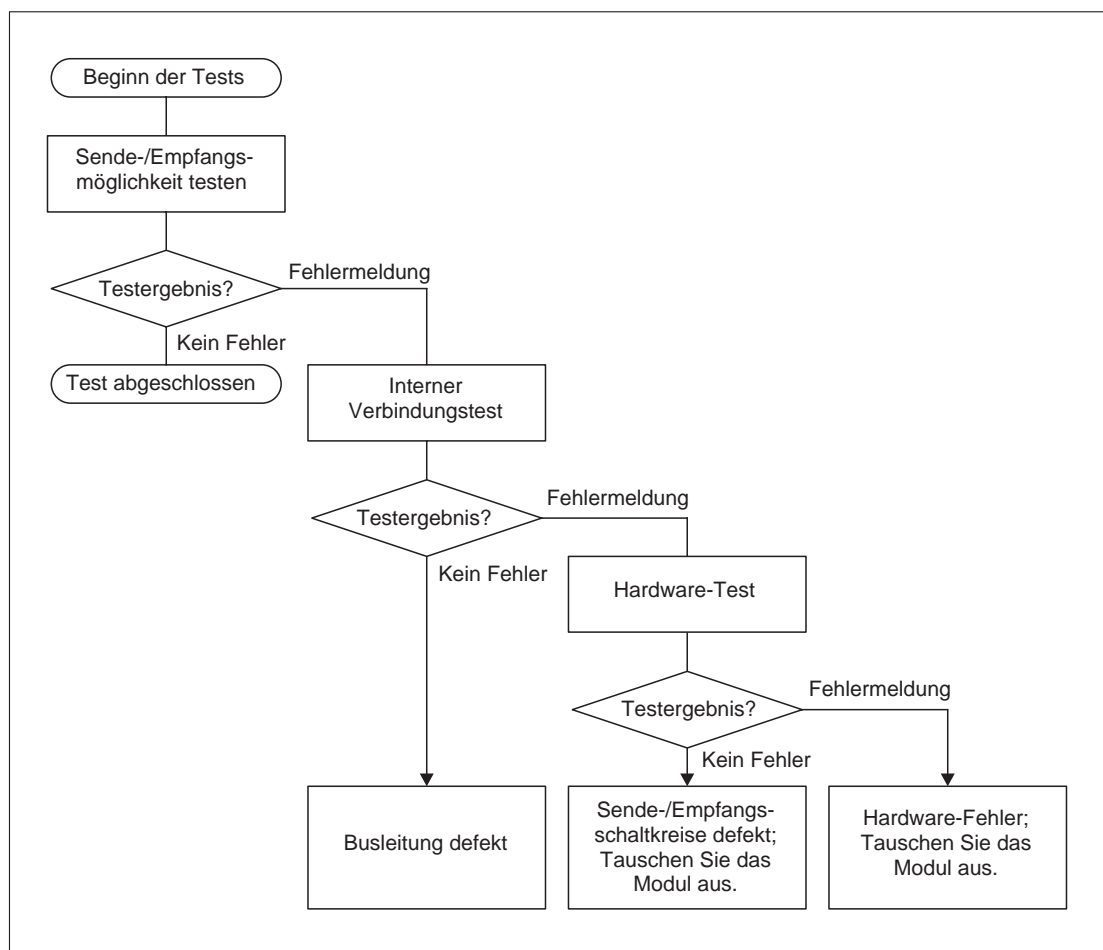 Beginn der Tests
Sende-/Empfangs-
möglichkeit testen
Testergebnis?
Fehlermeldung
Kein Fehler
Test abgeschlossen
Interner
Verbindungstest
Testergebnis?
Fehlermeldung
Kein Fehler
Hardware-Test
Testergebnis?
Fehlermeldung
Kein Fehler
Busleitung defekt
Sende-/Empfangs-
schaltkreise defekt;
Tauschen Sie das
Modul aus.
Hardware-Fehler;
Tauschen Sie das
Modul aus.